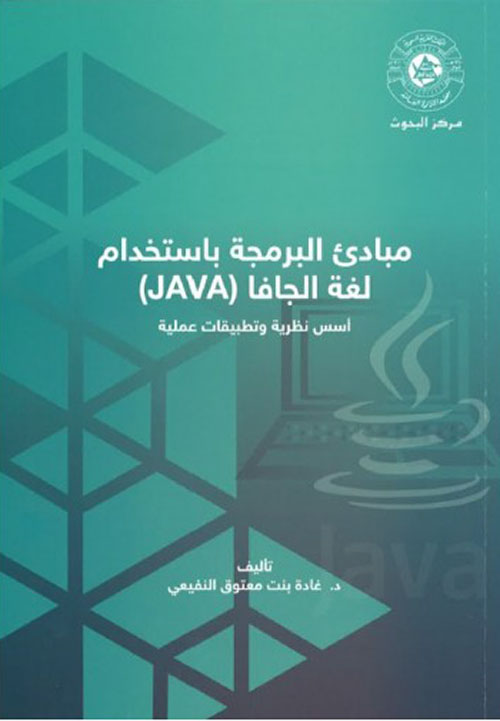 مركز البحوث
مبادئ البرمجة باستخدام
لغة الجافا (JAVA)
أسس نظرية وتطبيقات عملية
تأليف
د. غادة بنت معتوق النفيعي
Java